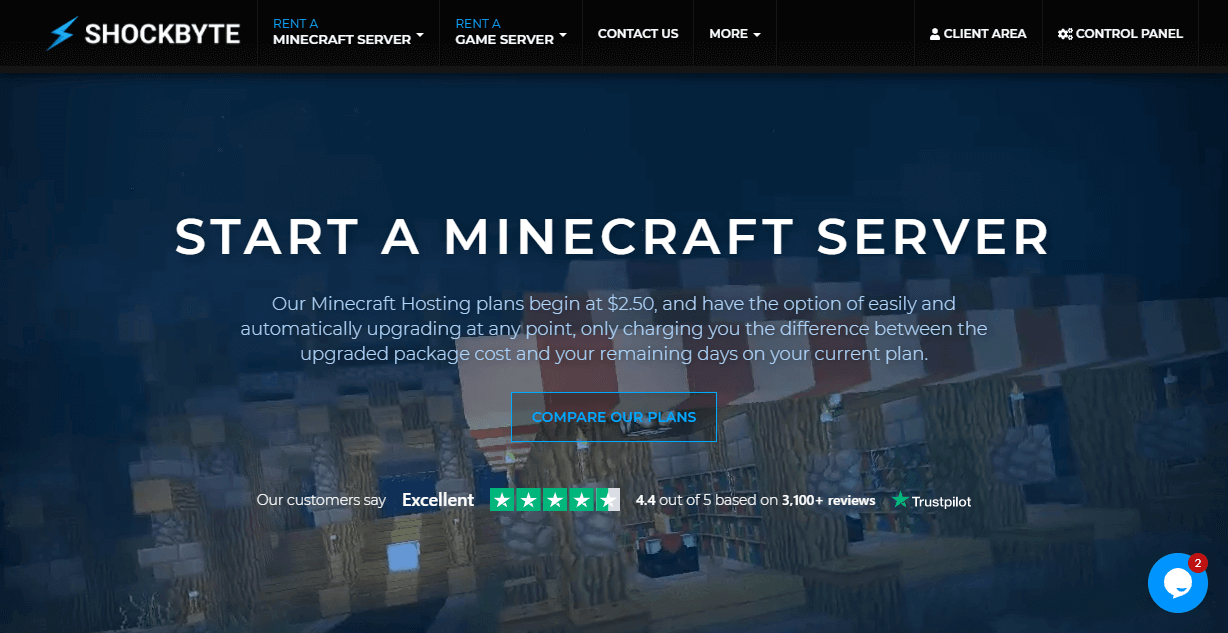 SHOCKBYTE
RENT A
MINECRAFT SERVER
RENT A
GAME SERVER
CONTACT US
MORE
CLIENT AREA
CONTROL PANEL
START A MINECRAFT SERVER
Our Minecraft Hosting plans begin at $2.50, and have the option of easily and
automatically upgrading at any point, only charging you the difference between the
upgraded package cost and your remaining days on your current plan.
COMPARE OUR PLANS
Our customers say Excellent 4.4 out of 5 based on 3,100+ reviews Trustpilot
2